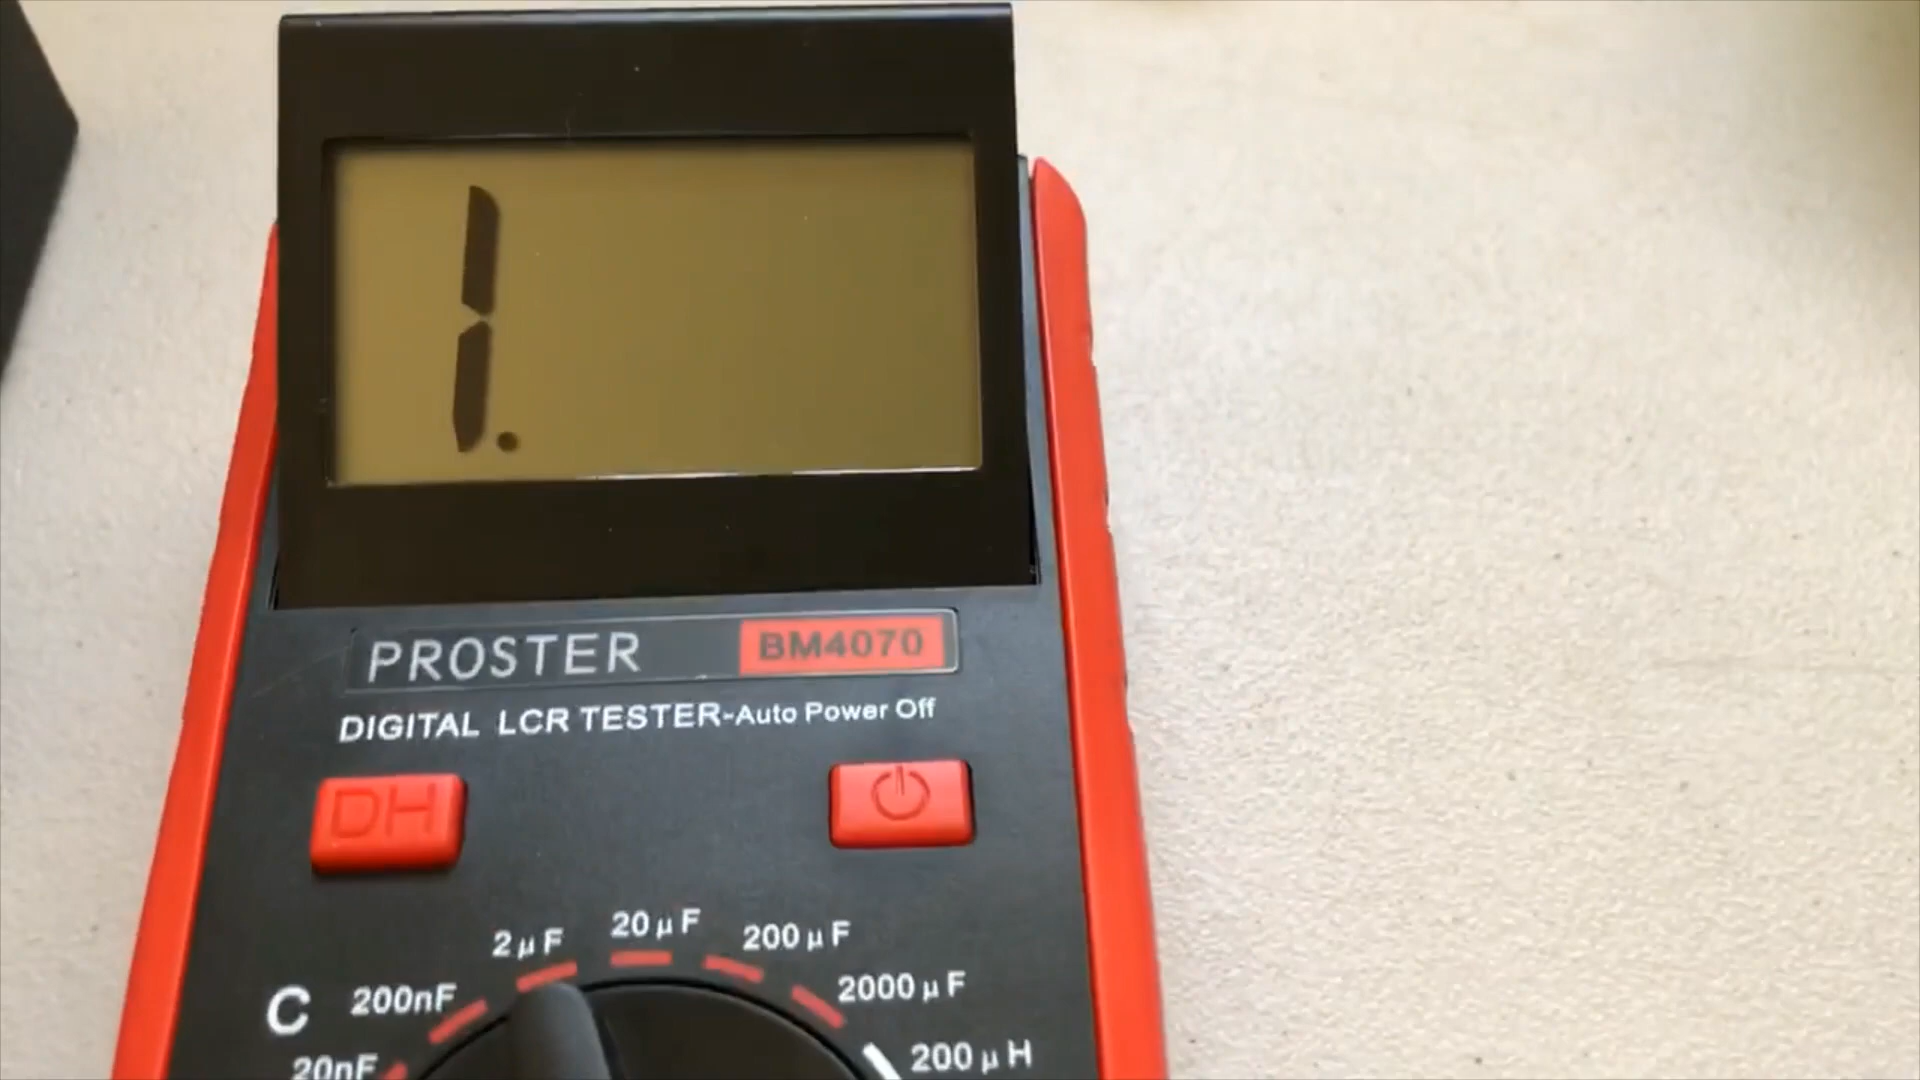 1.
PROSTER BM4070
DIGITAL LCR TESTER-Auto Power Off
DH
2µF 20µF 200µF
C 200nF 2000µF
20nF 200µH